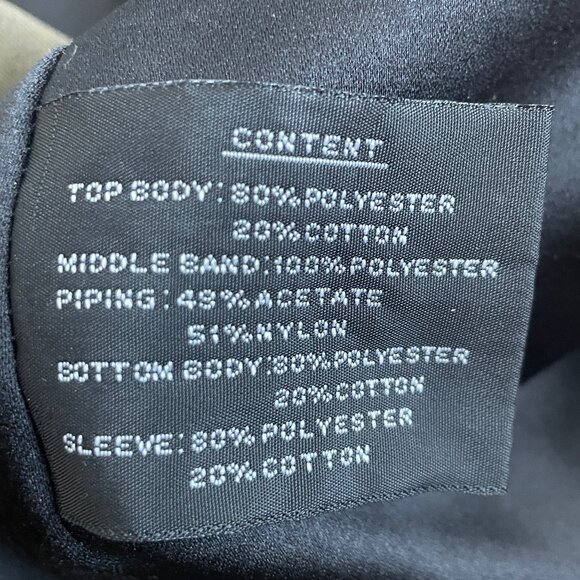 CONTENT
TOP BODY: 80% POLYESTER
20% COTTON
MIDDLE BAND: 100% POLYESTER
PIPING: 49% ACETATE
51% NYLON
BOTTOM BODY: 80% POLYESTER
20% COTTON
SLEEVE: 80% POLYESTER
20% COTTON